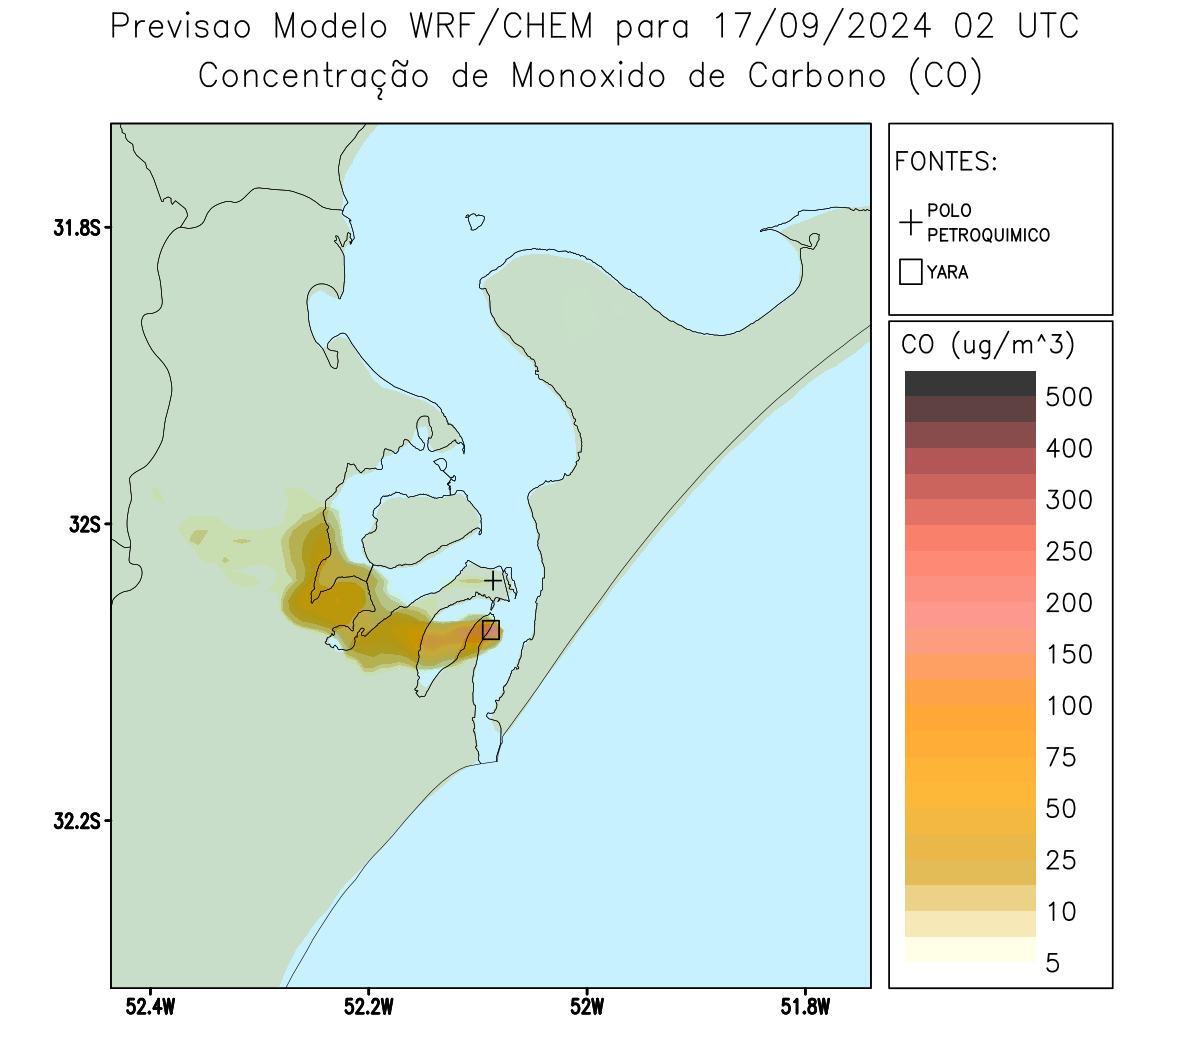 Previsao Modelo WRF/CHEM para 17/09/2024 02 UTC
Concentração de Monoxido de Carbono (CO)
FONTES:
POLO
PETROQUIMICO
YARA
CO (ug/m^3)
500
400
300
250
200
150
100
75
50
25
10
5
31.8S
32S
32.2S
52.4W
52.2W
52W
51.8W